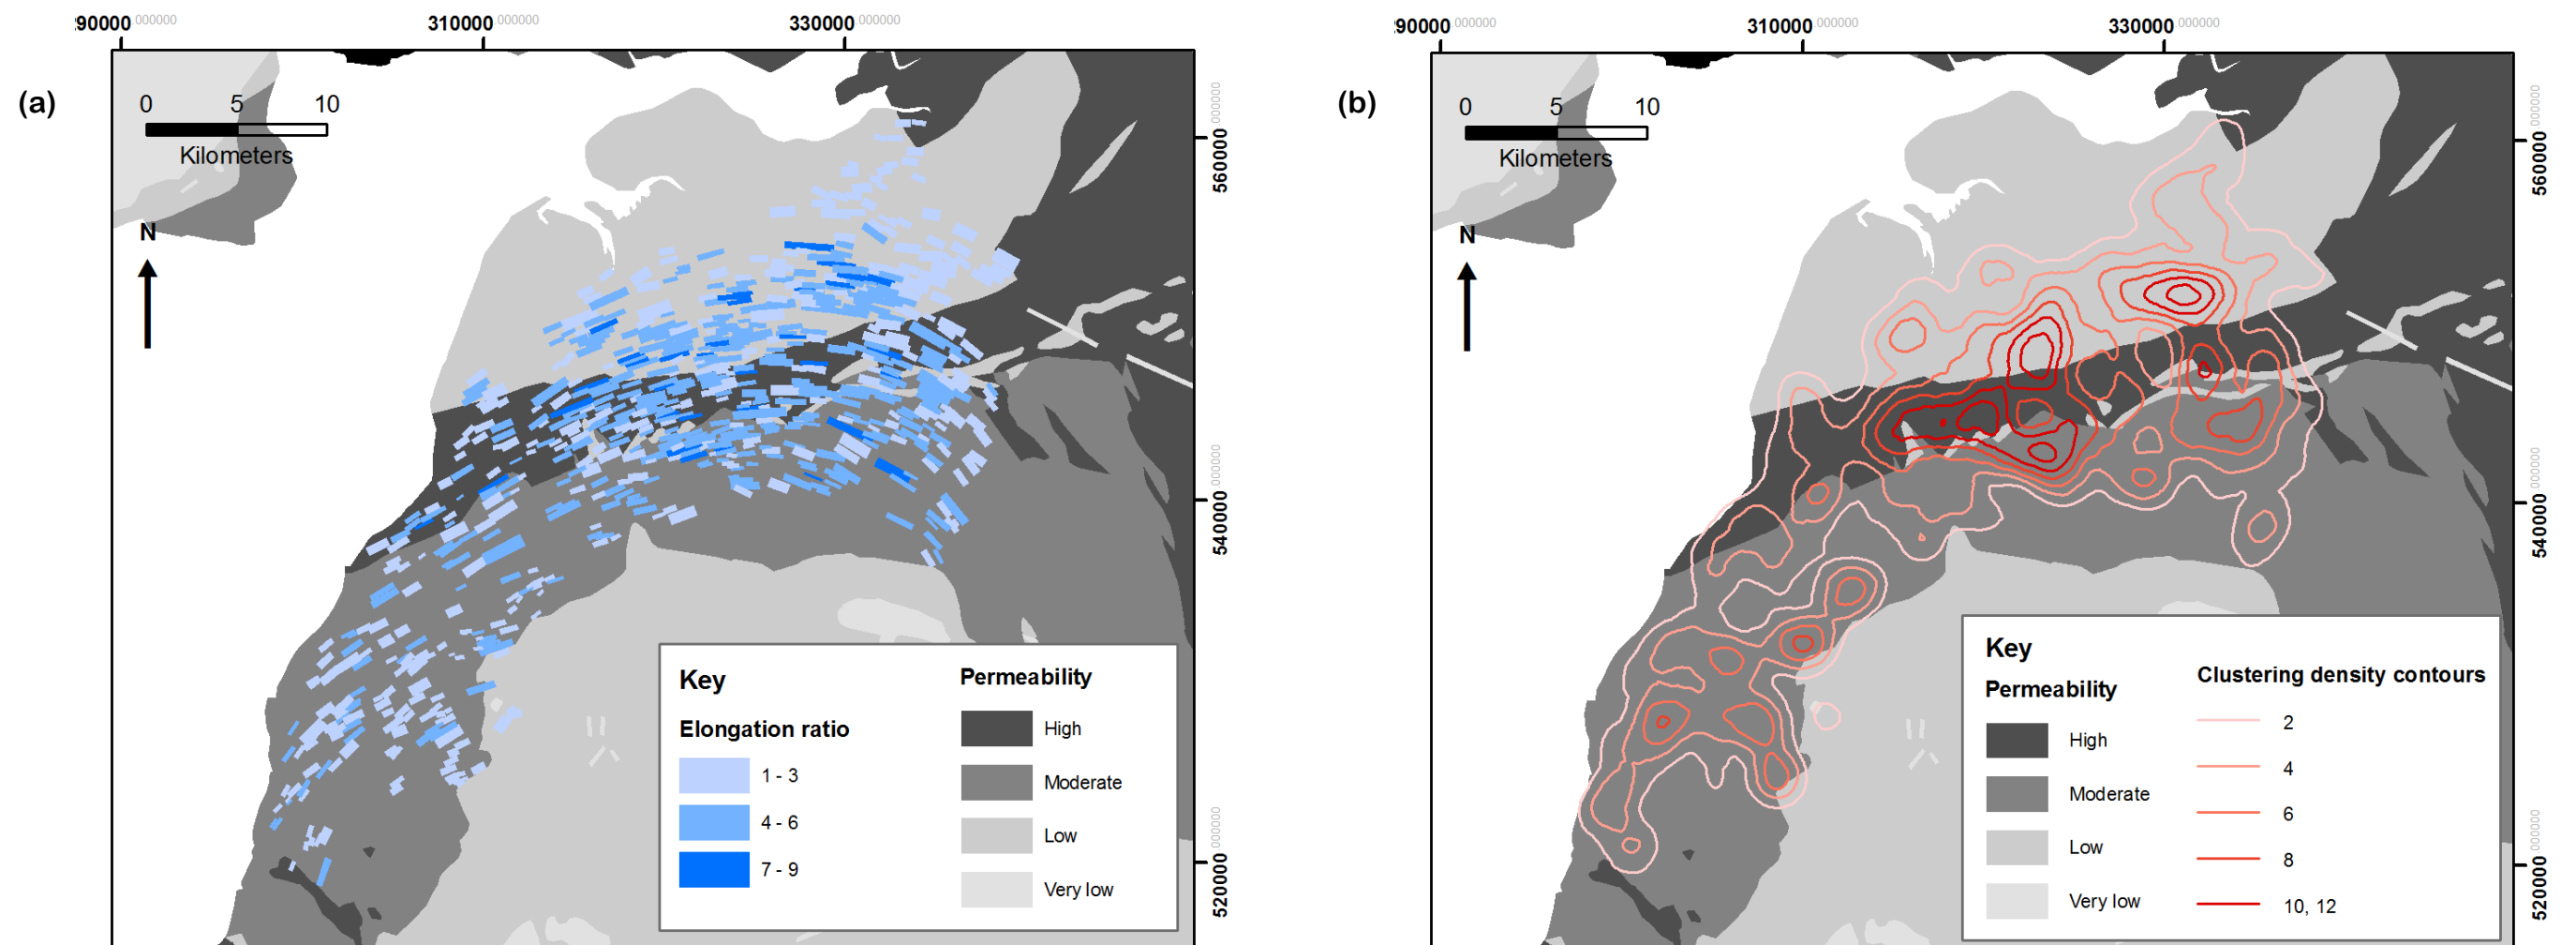 (a)
90000.000000
310000.000000
330000.000000
0 5 10
Kilometers
N
560000.000000
540000.000000
520000.000000
Key
Elongation ratio
1 - 3
4 - 6
7 - 9
Permeability
High
Moderate
Low
Very low
(b)
90000.000000
310000.000000
330000.000000
0 5 10
Kilometers
N
560000.000000
540000.000000
520000.000000
Key
Permeability
High
Moderate
Low
Very low
Clustering density contours
2
4
6
8
10, 12